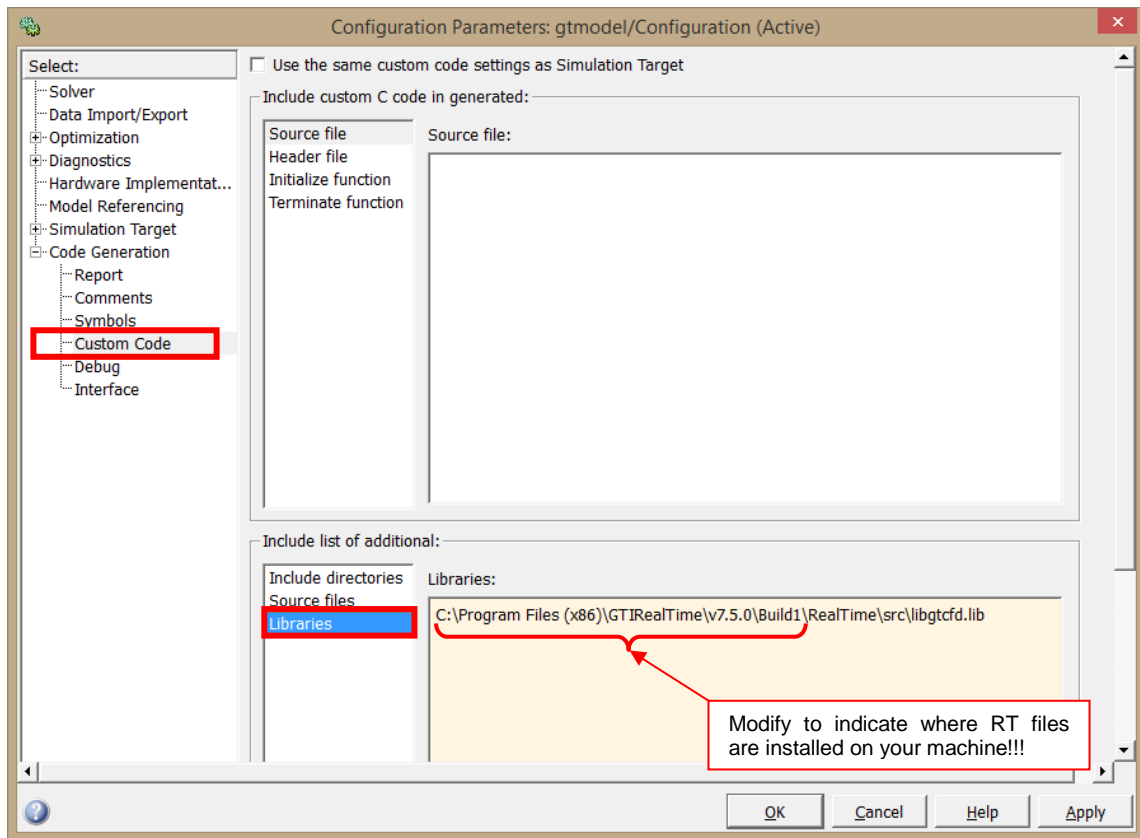 Configuration Parameters: gtmodel/Configuration (Active)
Select:
Solver
Data Import/Export
Optimization
Diagnostics
Hardware Implementat...
Model Referencing
Simulation Target
Code Generation
Report
Comments
Symbols
Custom Code
Debug
Interface
Use the same custom code settings as Simulation Target
Include custom C code in generated:
Source file
Header file
Initialize function
Terminate function
Source file:
Include list of additional:
Include directories
Source files
Libraries
Libraries:
C:\Program Files (x86)\GTIRealTime\v7.5.0\Build1\RealTime\src\libgtcfd.lib
Modify to indicate where RT files
are installed on your machine!!!
OK
Cancel
Help
Apply